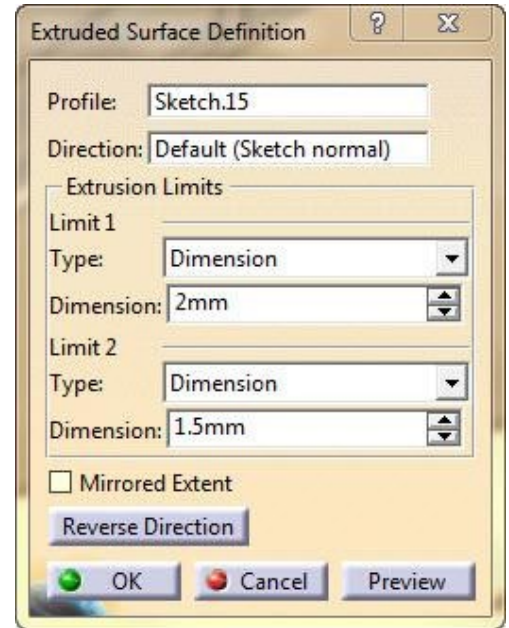 Extruded Surface Definition ?
Profile: Sketch.15
Direction: Default (Sketch normal)
Extrusion Limits
Limit 1
Type: Dimension
Dimension: 2mm
Limit 2
Type: Dimension
Dimension: 1.5mm
Mirrored Extent
Reverse Direction
OK Cancel Preview